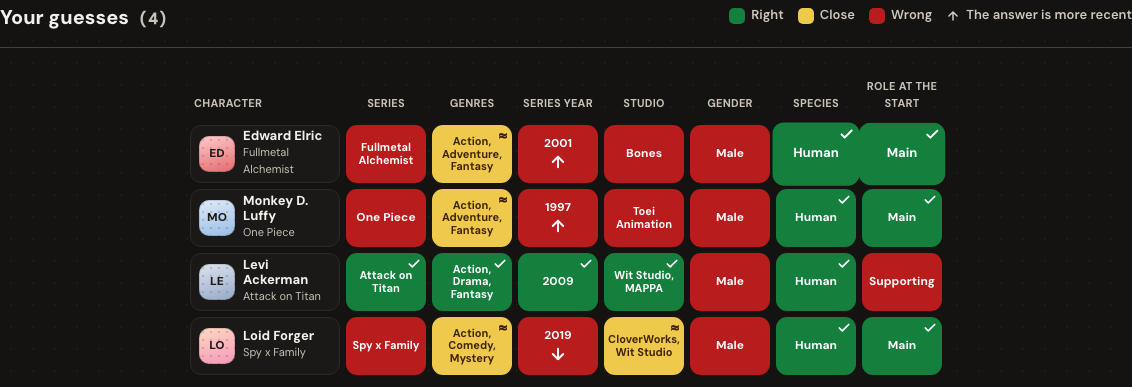 Your guesses (4)
Right Close Wrong ↑ The answer is more recent
CHARACTER SERIES GENRES SERIES YEAR STUDIO GENDER SPECIES ROLE AT THE START
ED
Edward Elric
Fullmetal
Alchemist
Fullmetal
Alchemist
≈
Action,
Adventure,
Fantasy
2001
↑
Bones
Male
✓
Human
✓
Main
MO
Monkey D.
Luffy
One Piece
One Piece
≈
Action,
Adventure,
Fantasy
1997
↑
Toei
Animation
Male
✓
Human
✓
Main
LE
Levi
Ackerman
Attack on Titan
✓
Attack on
Titan
✓
Action,
Drama,
Fantasy
✓
2009
✓
Wit Studio,
MAPPA
Male
✓
Human
Supporting
LO
Loid Forger
Spy x Family
Spy x Family
≈
Action,
Comedy,
Mystery
2019
↓
≈
CloverWorks,
Wit Studio
Male
✓
Human
✓
Main